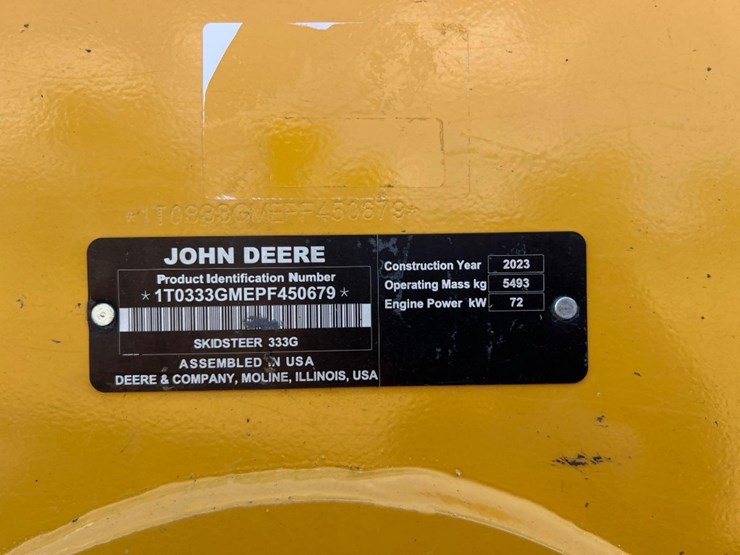 *1T0333GMEPF450679*
JOHN DEERE
Product Identification Number
*1T0333GMEPF450679*
SKIDSTEER 333G
ASSEMBLED IN USA
DEERE & COMPANY, MOLINE, ILLINOIS, USA
Construction Year 2023
Operating Mass kg 5493
Engine Power kW 72